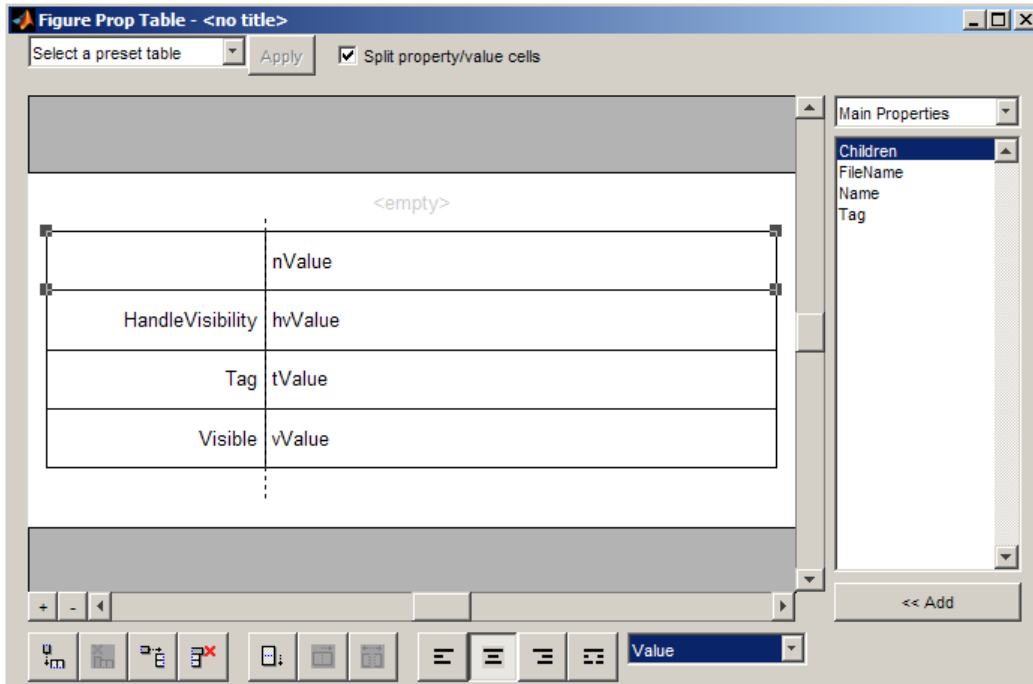 Figure Prop Table - <no title>
Select a preset table
Apply
Split property/value cells
Main Properties
Children
FileName
Name
Tag
<empty>
nValue
HandleVisibility hvValue
Tag tValue
Visible vValue
+ -
<< Add
Value